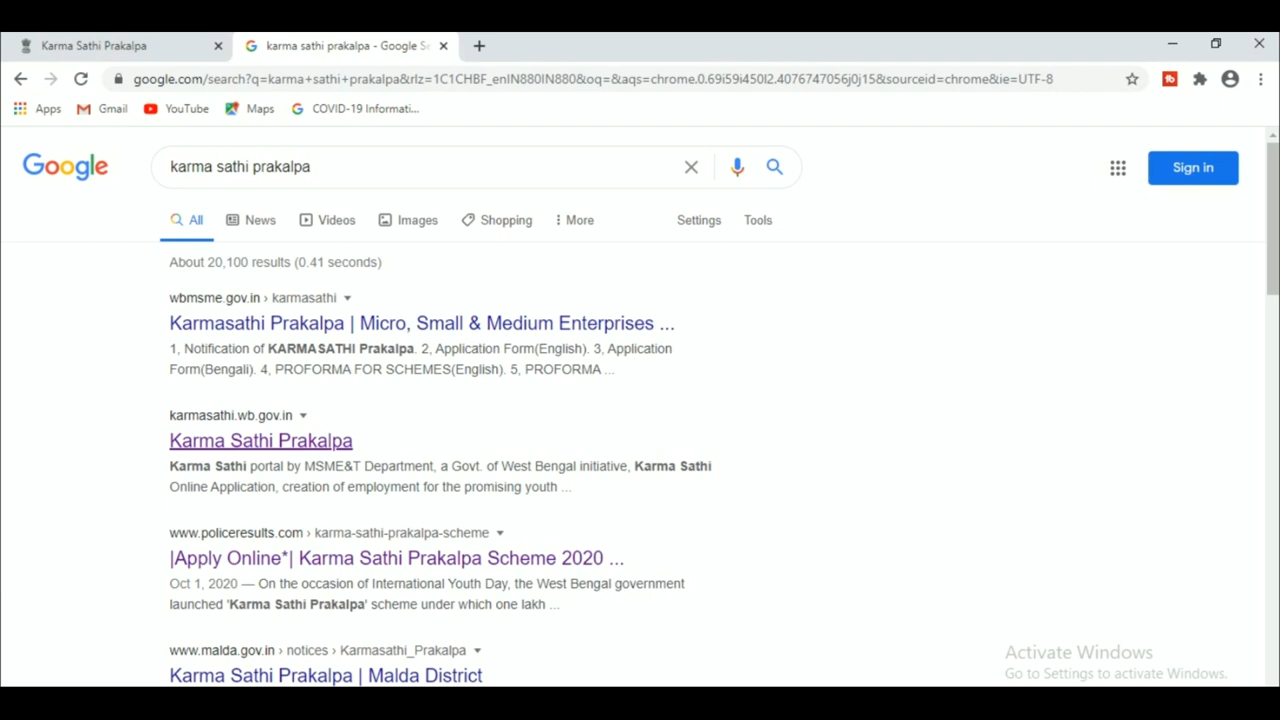 Karma Sathi Prakalpa
karma sathi prakalpa - Google Se
google.com/search?q=karma+sathi+prakalpa&rlz=1C1CHBF_enIN880IN880&oq=&aqs=chrome.0.69i59i450l2.4076747056j0j15&sourceid=chrome&ie=UTF-8
Apps Gmail YouTube Maps COVID-19 Informati...
Google karma sathi prakalpa Sign in
All News Videos Images Shopping More Settings Tools
About 20,100 results (0.41 seconds)
wbmsme.gov.in › karmasathi
Karmasathi Prakalpa | Micro, Small & Medium Enterprises ...
1, Notification of KARMASATHI Prakalpa. 2, Application Form(English). 3, Application
Form(Bengali). 4, PROFORMA FOR SCHEMES(English). 5, PROFORMA ...
karmasathi.wb.gov.in
Karma Sathi Prakalpa
Karma Sathi portal by MSME&T Department, a Govt. of West Bengal initiative, Karma Sathi
Online Application, creation of employment for the promising youth ...
www.policeresults.com › karma-sathi-prakalpa-scheme
|Apply Online*| Karma Sathi Prakalpa Scheme 2020 ...
Oct 1, 2020 — On the occasion of International Youth Day, the West Bengal government
launched 'Karma Sathi Prakalpa' scheme under which one lakh ...
www.malda.gov.in › notices › Karmasathi_Prakalpa
Karma Sathi Prakalpa | Malda District
Activate Windows
Go to Settings to activate Windows.